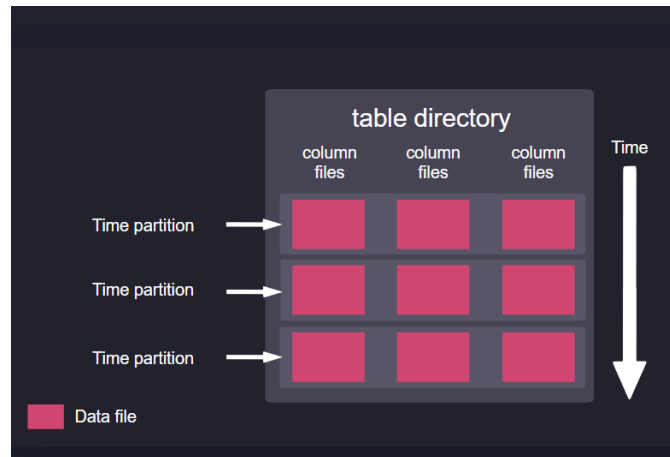 table directory
column
files
column
files
column
files
Time
Time partition
Time partition
Time partition
Data file